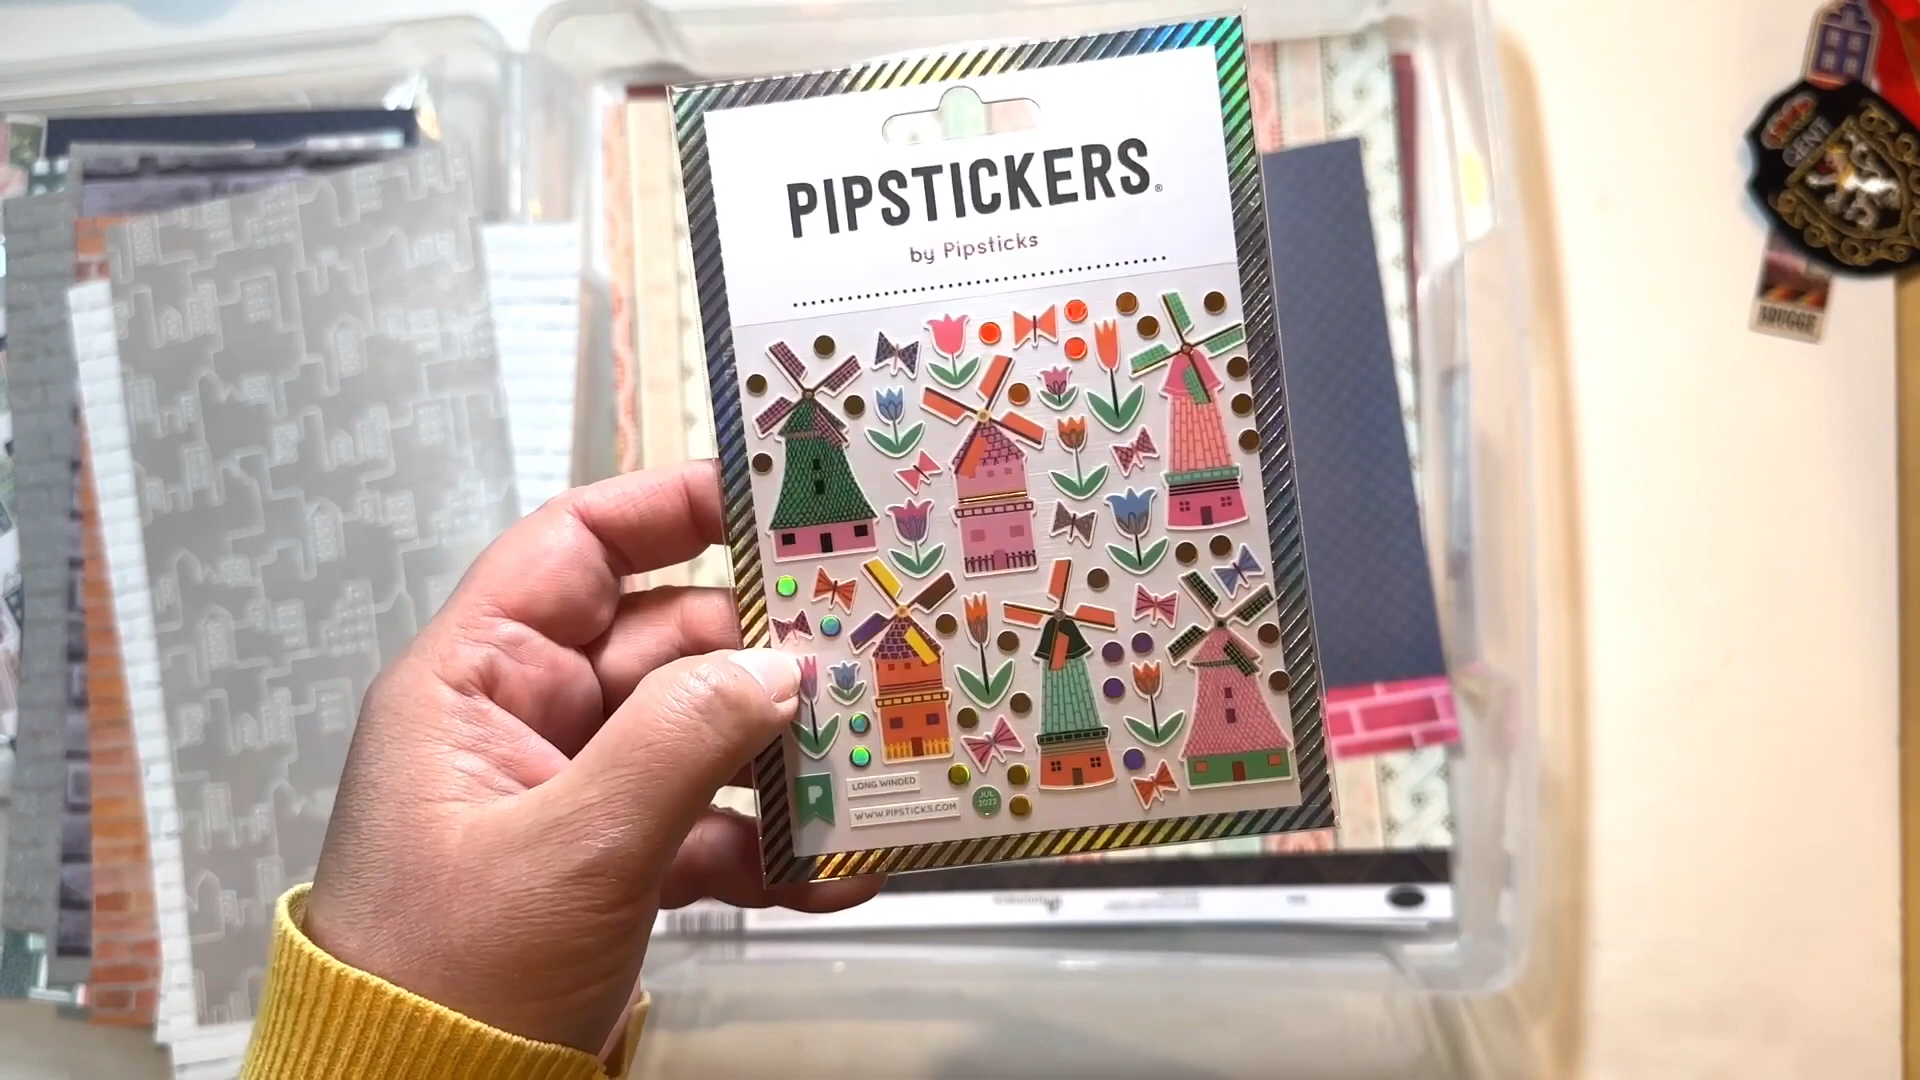 PIPSTICKERS®
by Pipsticks
LONG WINDED
WWW.PIPSTICKS.COM
JUL
2022
P
GENT
BRUGGE